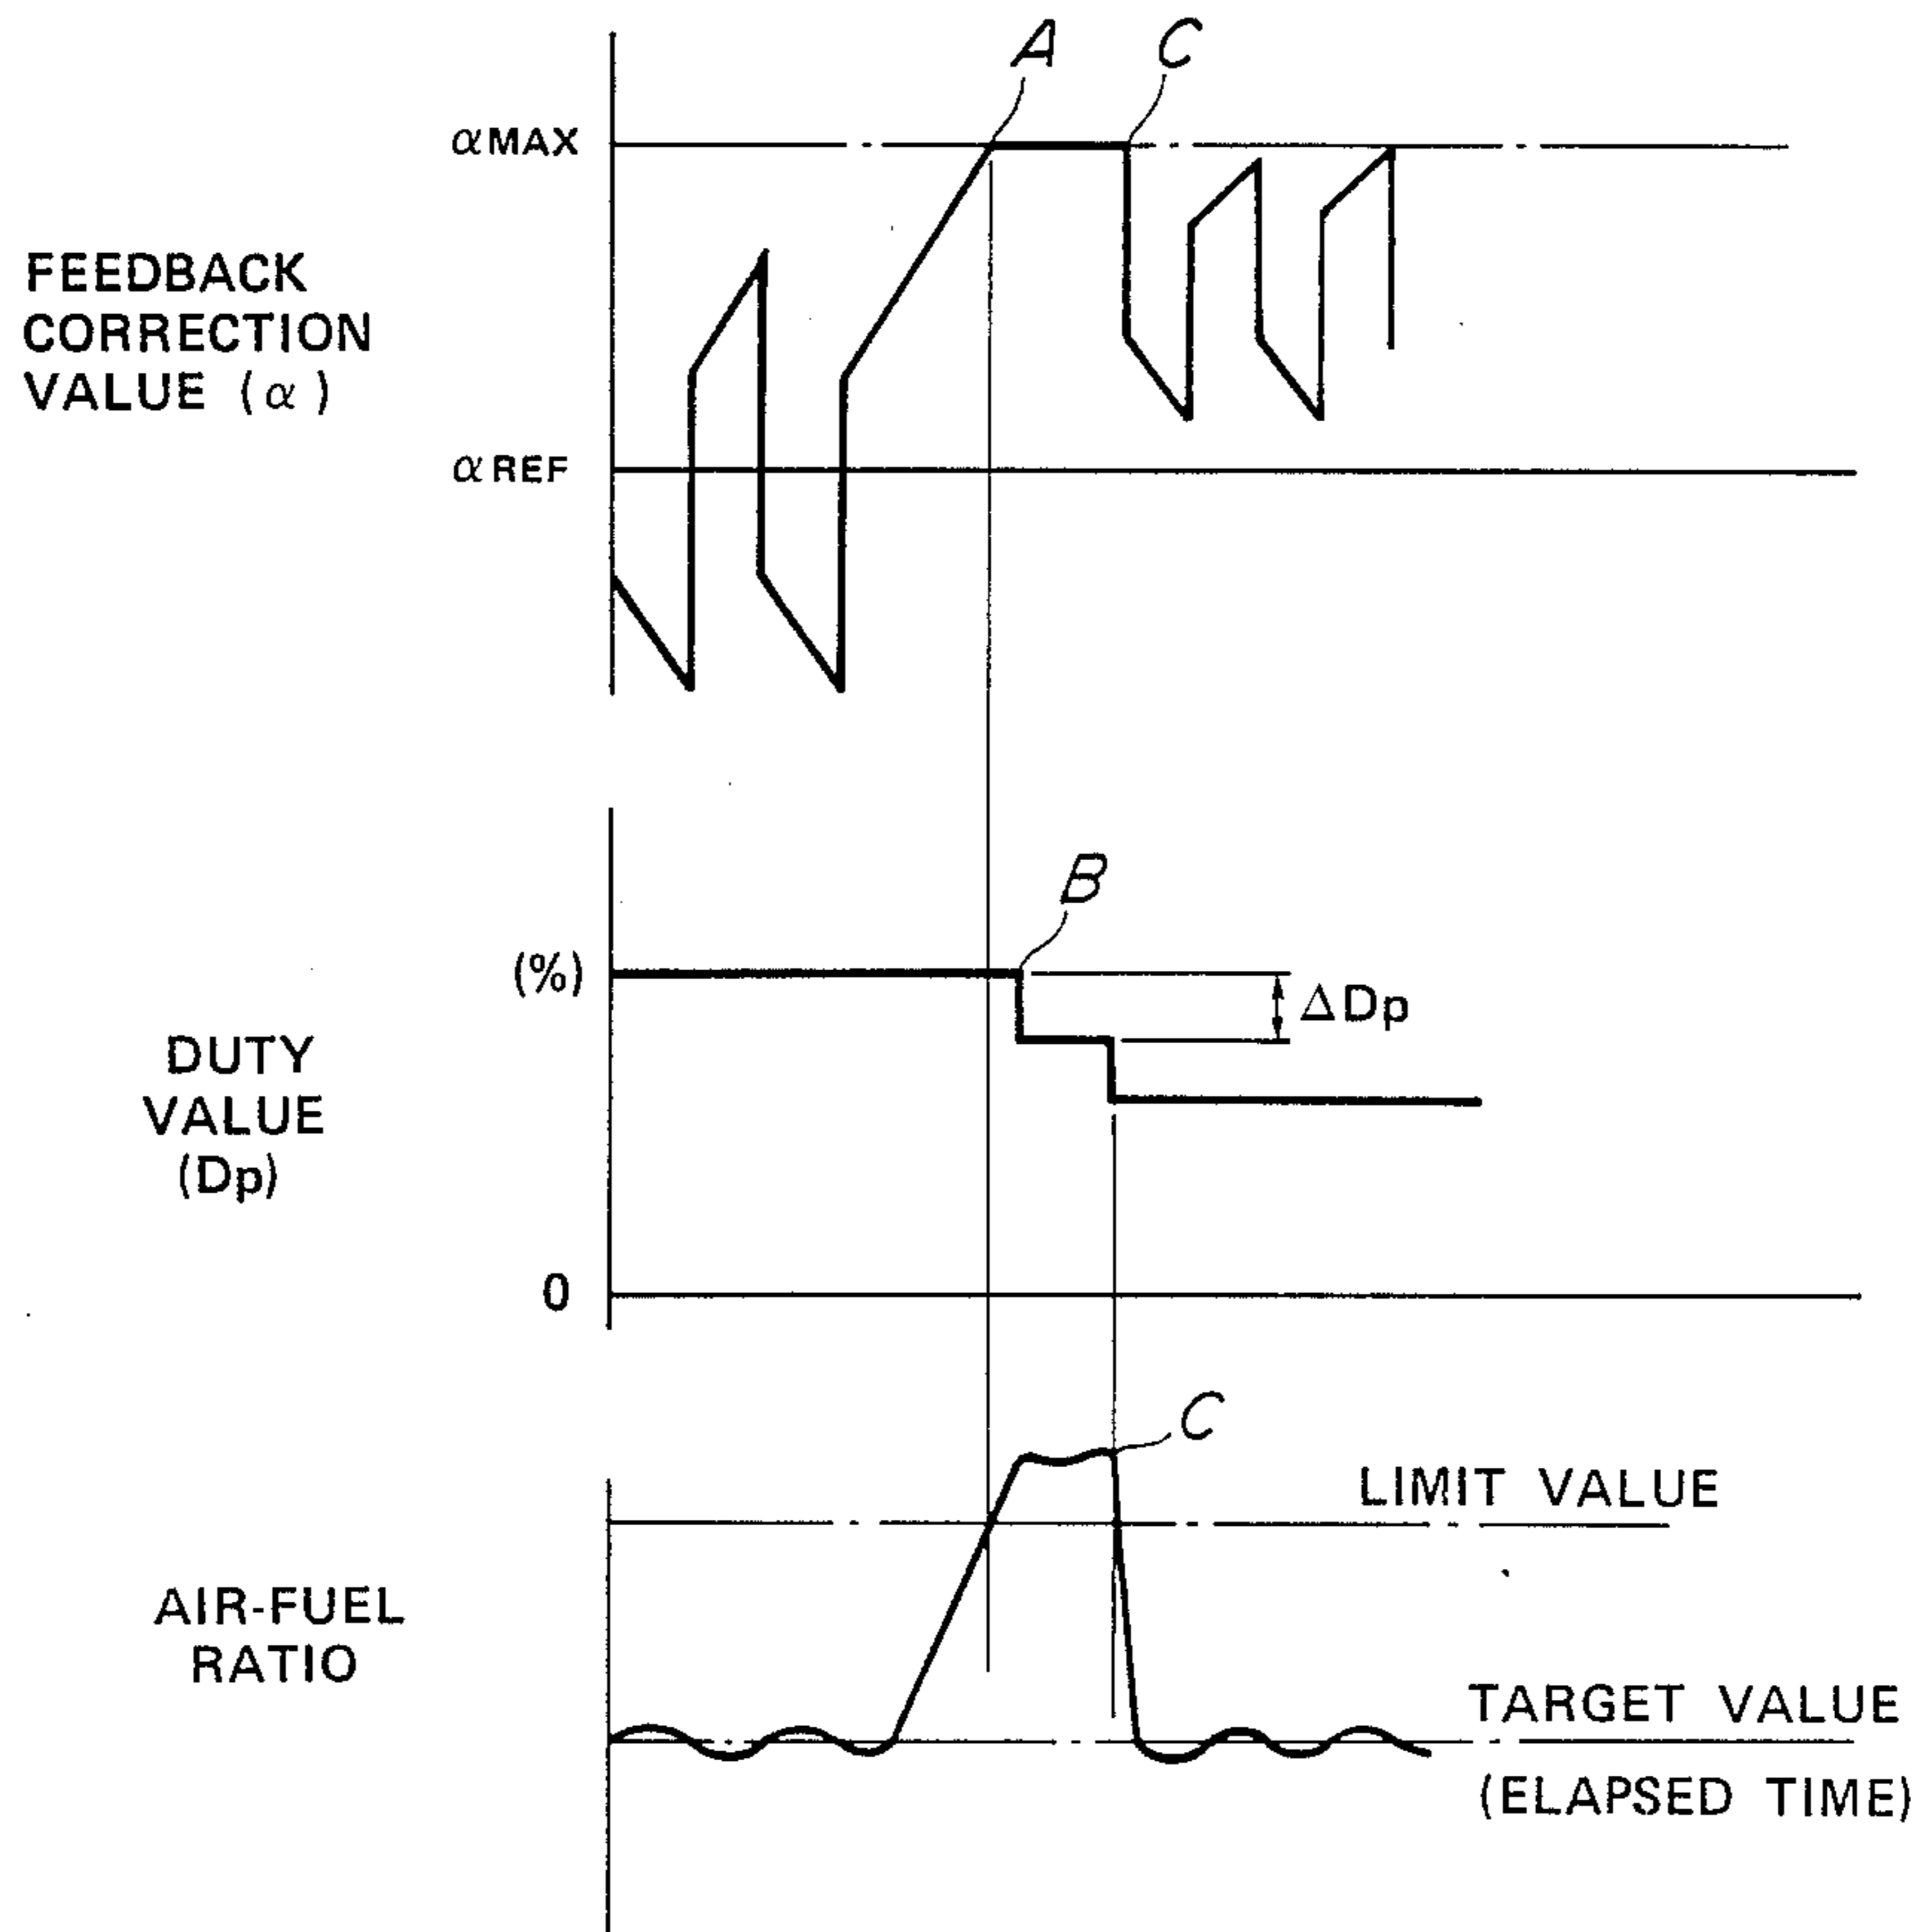 A
C
αMAX
FEEDBACK
CORRECTION
VALUE (α)
αREF
B
(%)
ΔDp
DUTY
VALUE
(Dp)
0
C
LIMIT VALUE
AIR-FUEL
RATIO
TARGET VALUE
(ELAPSED TIME)